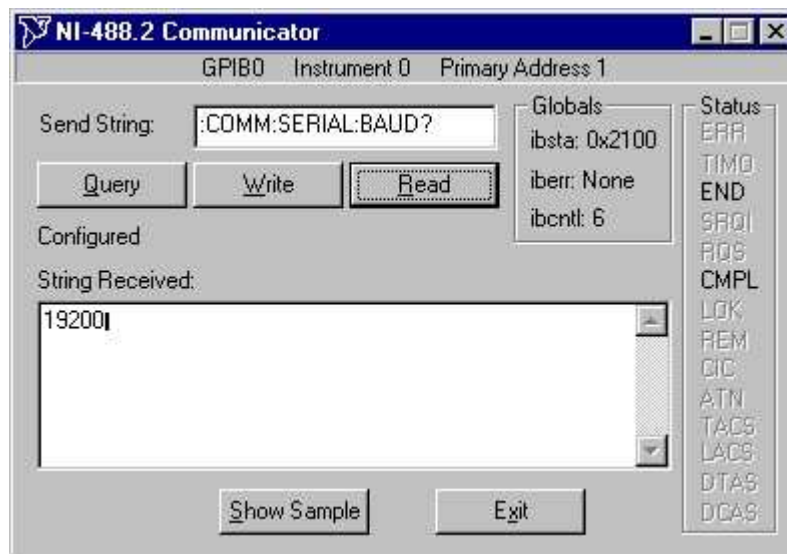 NI-488.2 Communicator
GPIB0 Instrument 0 Primary Address 1
Send String: :COMM:SERIAL:BAUD?
Query Write Read
Configured
String Received:
19200
Show Sample Exit
Globals
ibsta: 0x2100
iberr: None
ibcntl: 6
Status
ERR
TIMO
END
SRQI
RQS
CMPL
LOK
REM
CIC
ATN
TACS
LACS
DTAS
DCAS